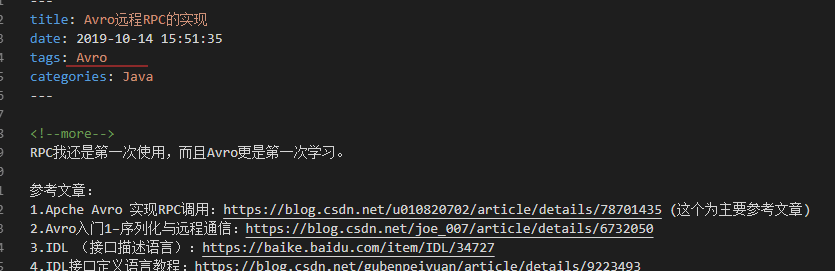 ---
title: Avro远程RPC的实现
date: 2019-10-14 15:51:35
tags: Avro
categories: Java
---
<!--more-->
RPC我还是第一次使用，而且Avro更是第一次学习。
参考文章：
1.Apche Avro 实现RPC调用：https://blog.csdn.net/u010820702/article/details/78701435 (这个为主要参考文章)
2.Avro入门1-序列化与远程通信：https://blog.csdn.net/joe_007/article/details/6732050
3.IDL （接口描述语言）：https://baike.baidu.com/item/IDL/34727
4.IDL接口定义语言教程：https://blog.csdn.net/gubenpeiyuan/article/details/9223493